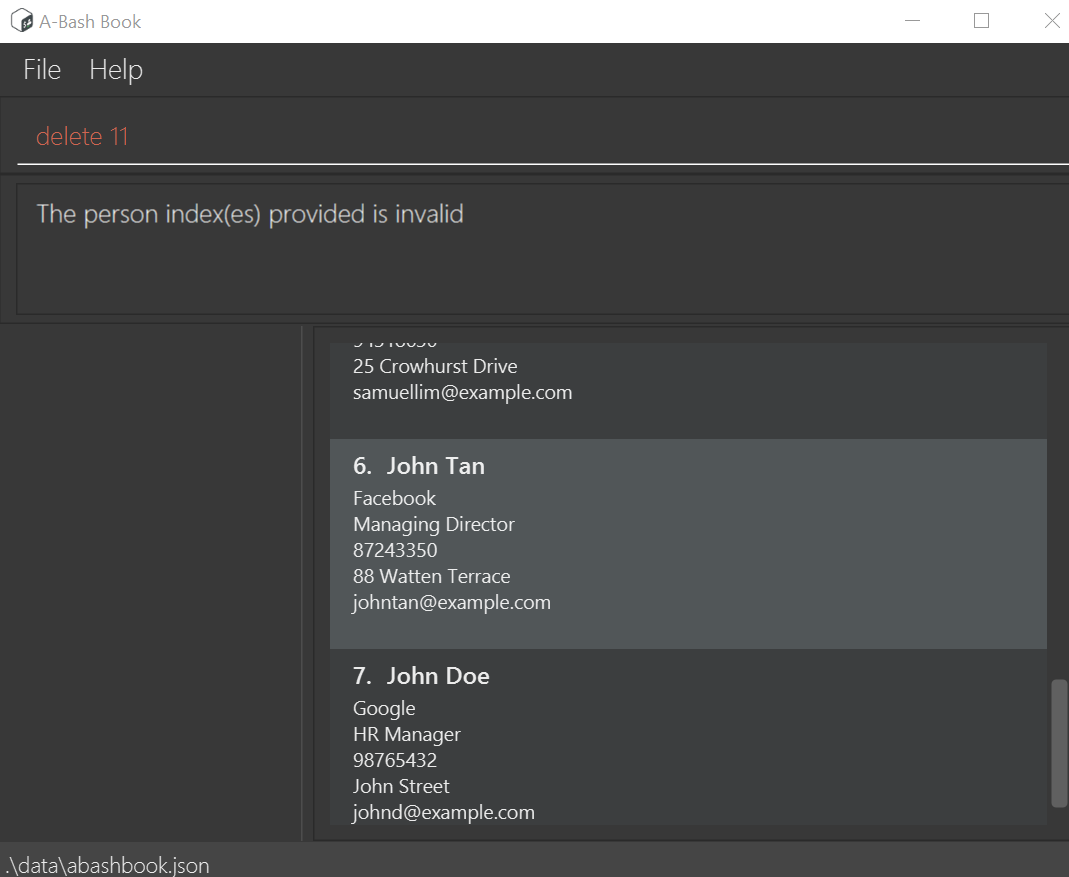 A-Bash Book
File Help
delete 11
The person index(es) provided is invalid
25 Crowhurst Drive
samuellim@example.com
6. John Tan
Facebook
Managing Director
87243350
88 Watten Terrace
johntan@example.com
7. John Doe
Google
HR Manager
98765432
John Street
johnd@example.com
.\data\abashbook.json